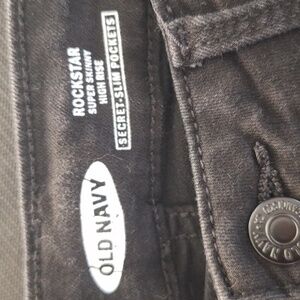 ROCKSTAR
SUPER SKINNY
HIGH RISE
SECRET-SLIM POCKETS
OLD NAVY